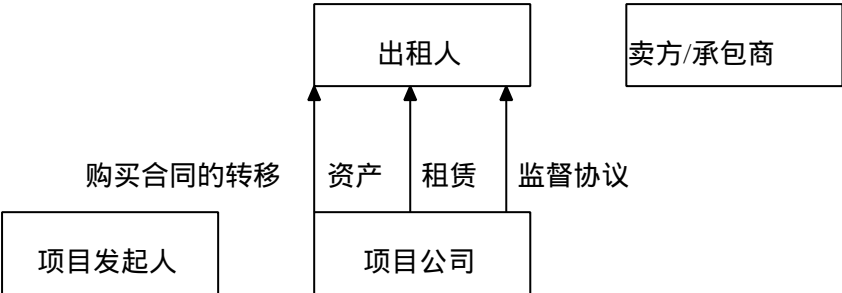 出租人
卖方/承包商
购买合同的转移
资产
租赁
监督协议
项目发起人
项目公司